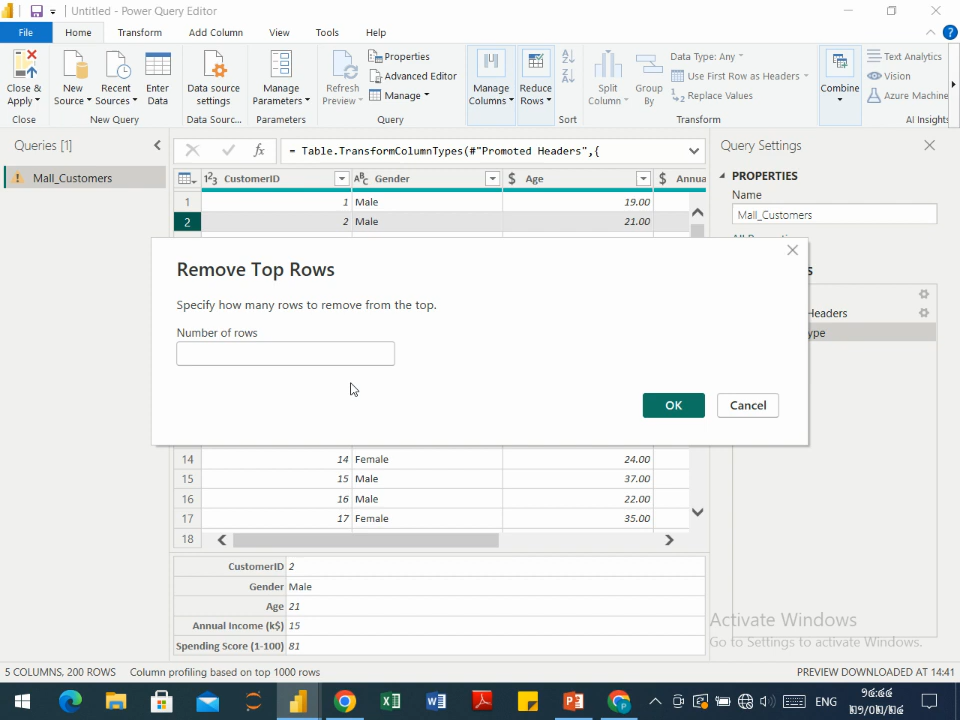 Untitled - Power Query Editor
File Home Transform Add Column View Tools Help
Close & Apply
New Source
Recent Sources
Enter Data
Data source settings
Manage Parameters
Refresh Preview
Properties
Advanced Editor
Manage
Manage Columns
Reduce Rows
Split Column
Group By
Data Type: Any
Use First Row as Headers
Replace Values
Combine
Text Analytics
Vision
Azure Machine
Close New Query Data Sourc... Parameters Query Sort Transform AI Insights
Queries [1]
Mall_Customers
fx = Table.TransformColumnTypes(#"Promoted Headers",{
CustomerID Gender $ Age $ Annua
1 1 Male 19.00
2 2 Male 21.00
Query Settings
PROPERTIES
Name
Mall_Customers
Remove Top Rows
Specify how many rows to remove from the top.
Number of rows
OK Cancel
Headers
ype
14 14 Female 24.00
15 15 Male 37.00
16 16 Male 22.00
17 17 Female 35.00
18
CustomerID 2
Gender Male
Age 21
Annual Income (k$) 15
Spending Score (1-100) 81
Activate Windows
Go to Settings to activate Windows.
5 COLUMNS, 200 ROWS Column profiling based on top 1000 rows PREVIEW DOWNLOADED AT 14:41
ENG